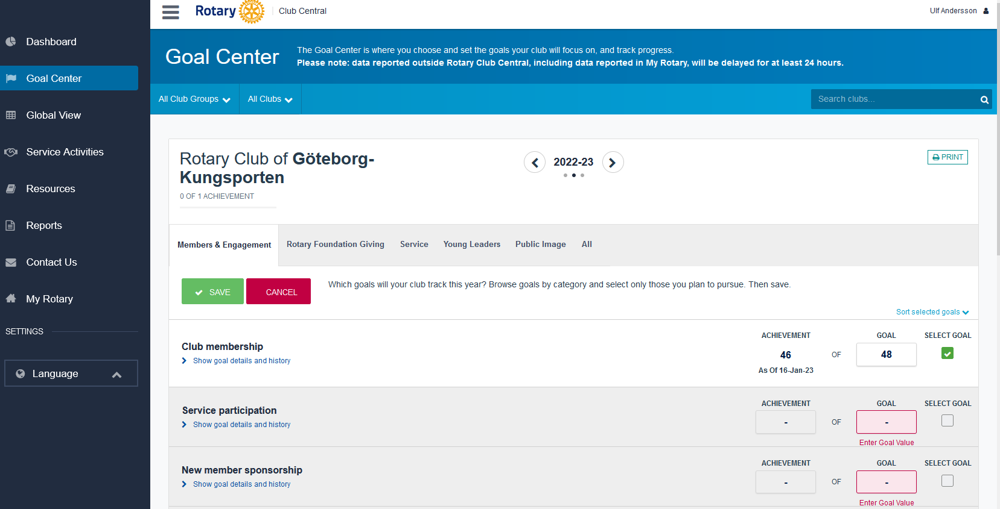 Rotary
Club Central
Ulf Andersson
Dashboard
Goal Center
Global View
Service Activities
Resources
Reports
Contact Us
My Rotary
SETTINGS
Language
Goal Center
The Goal Center is where you choose and set the goals your club will focus on, and track progress.
Please note: data reported outside Rotary Club Central, including data reported in My Rotary, will be delayed for at least 24 hours.
All Club Groups
All Clubs
Search clubs...
Rotary Club of Göteborg-
Kungsporten
0 OF 1 ACHIEVEMENT
2022-23
PRINT
Members & Engagement
Rotary Foundation Giving
Service
Young Leaders
Public Image
All
SAVE
CANCEL
Which goals will your club track this year? Browse goals by category and select only those you plan to pursue. Then save.
Sort selected goals
Club membership
Show goal details and history
ACHIEVEMENT
46
As Of 16-Jan-23
OF
GOAL
48
SELECT GOAL
Service participation
Show goal details and history
ACHIEVEMENT
-
OF
GOAL
-
Enter Goal Value
SELECT GOAL
New member sponsorship
Show goal details and history
ACHIEVEMENT
-
OF
GOAL
-
Enter Goal Value
SELECT GOAL